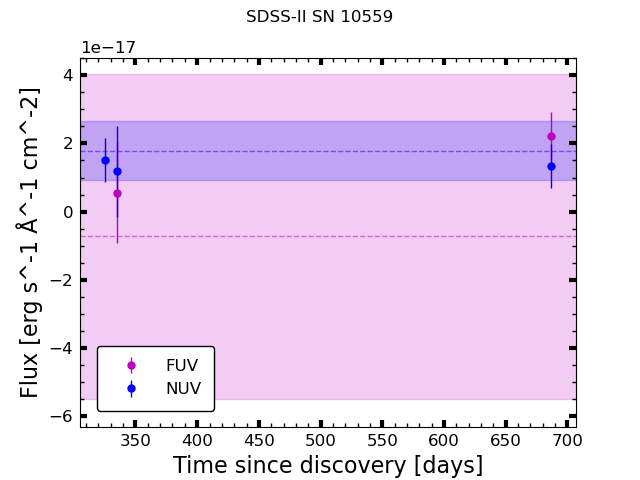 SDSS-II SN 10559
1e−17
4
2
0
−2
−4
−6
Flux [erg s^-1 Å^-1 cm^-2]
FUV
NUV
350 400 450 500 550 600 650 700
Time since discovery [days]